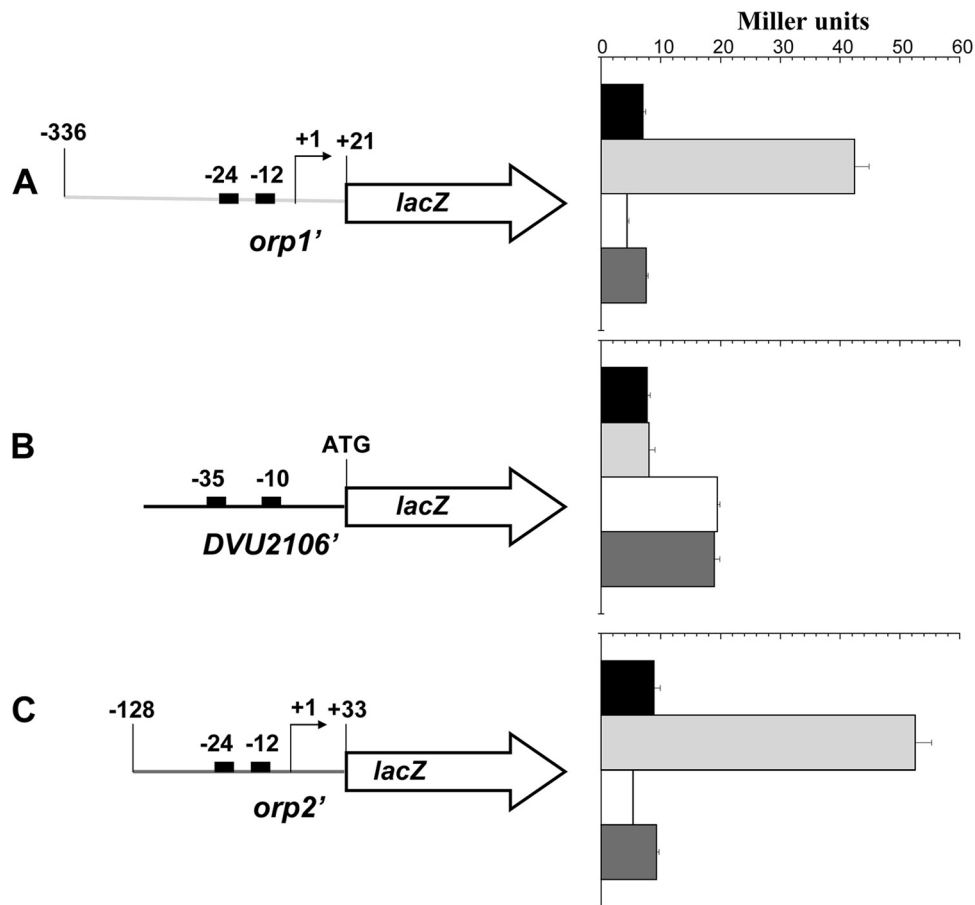 Miller units
0 10 20 30 40 50 60
A
-336
-24 -12 +1 +21
lacZ
orp1’
B
-35 -10 ATG
lacZ
DVU2106’
C
-128
-24 -12 +1 +33
lacZ
orp2’